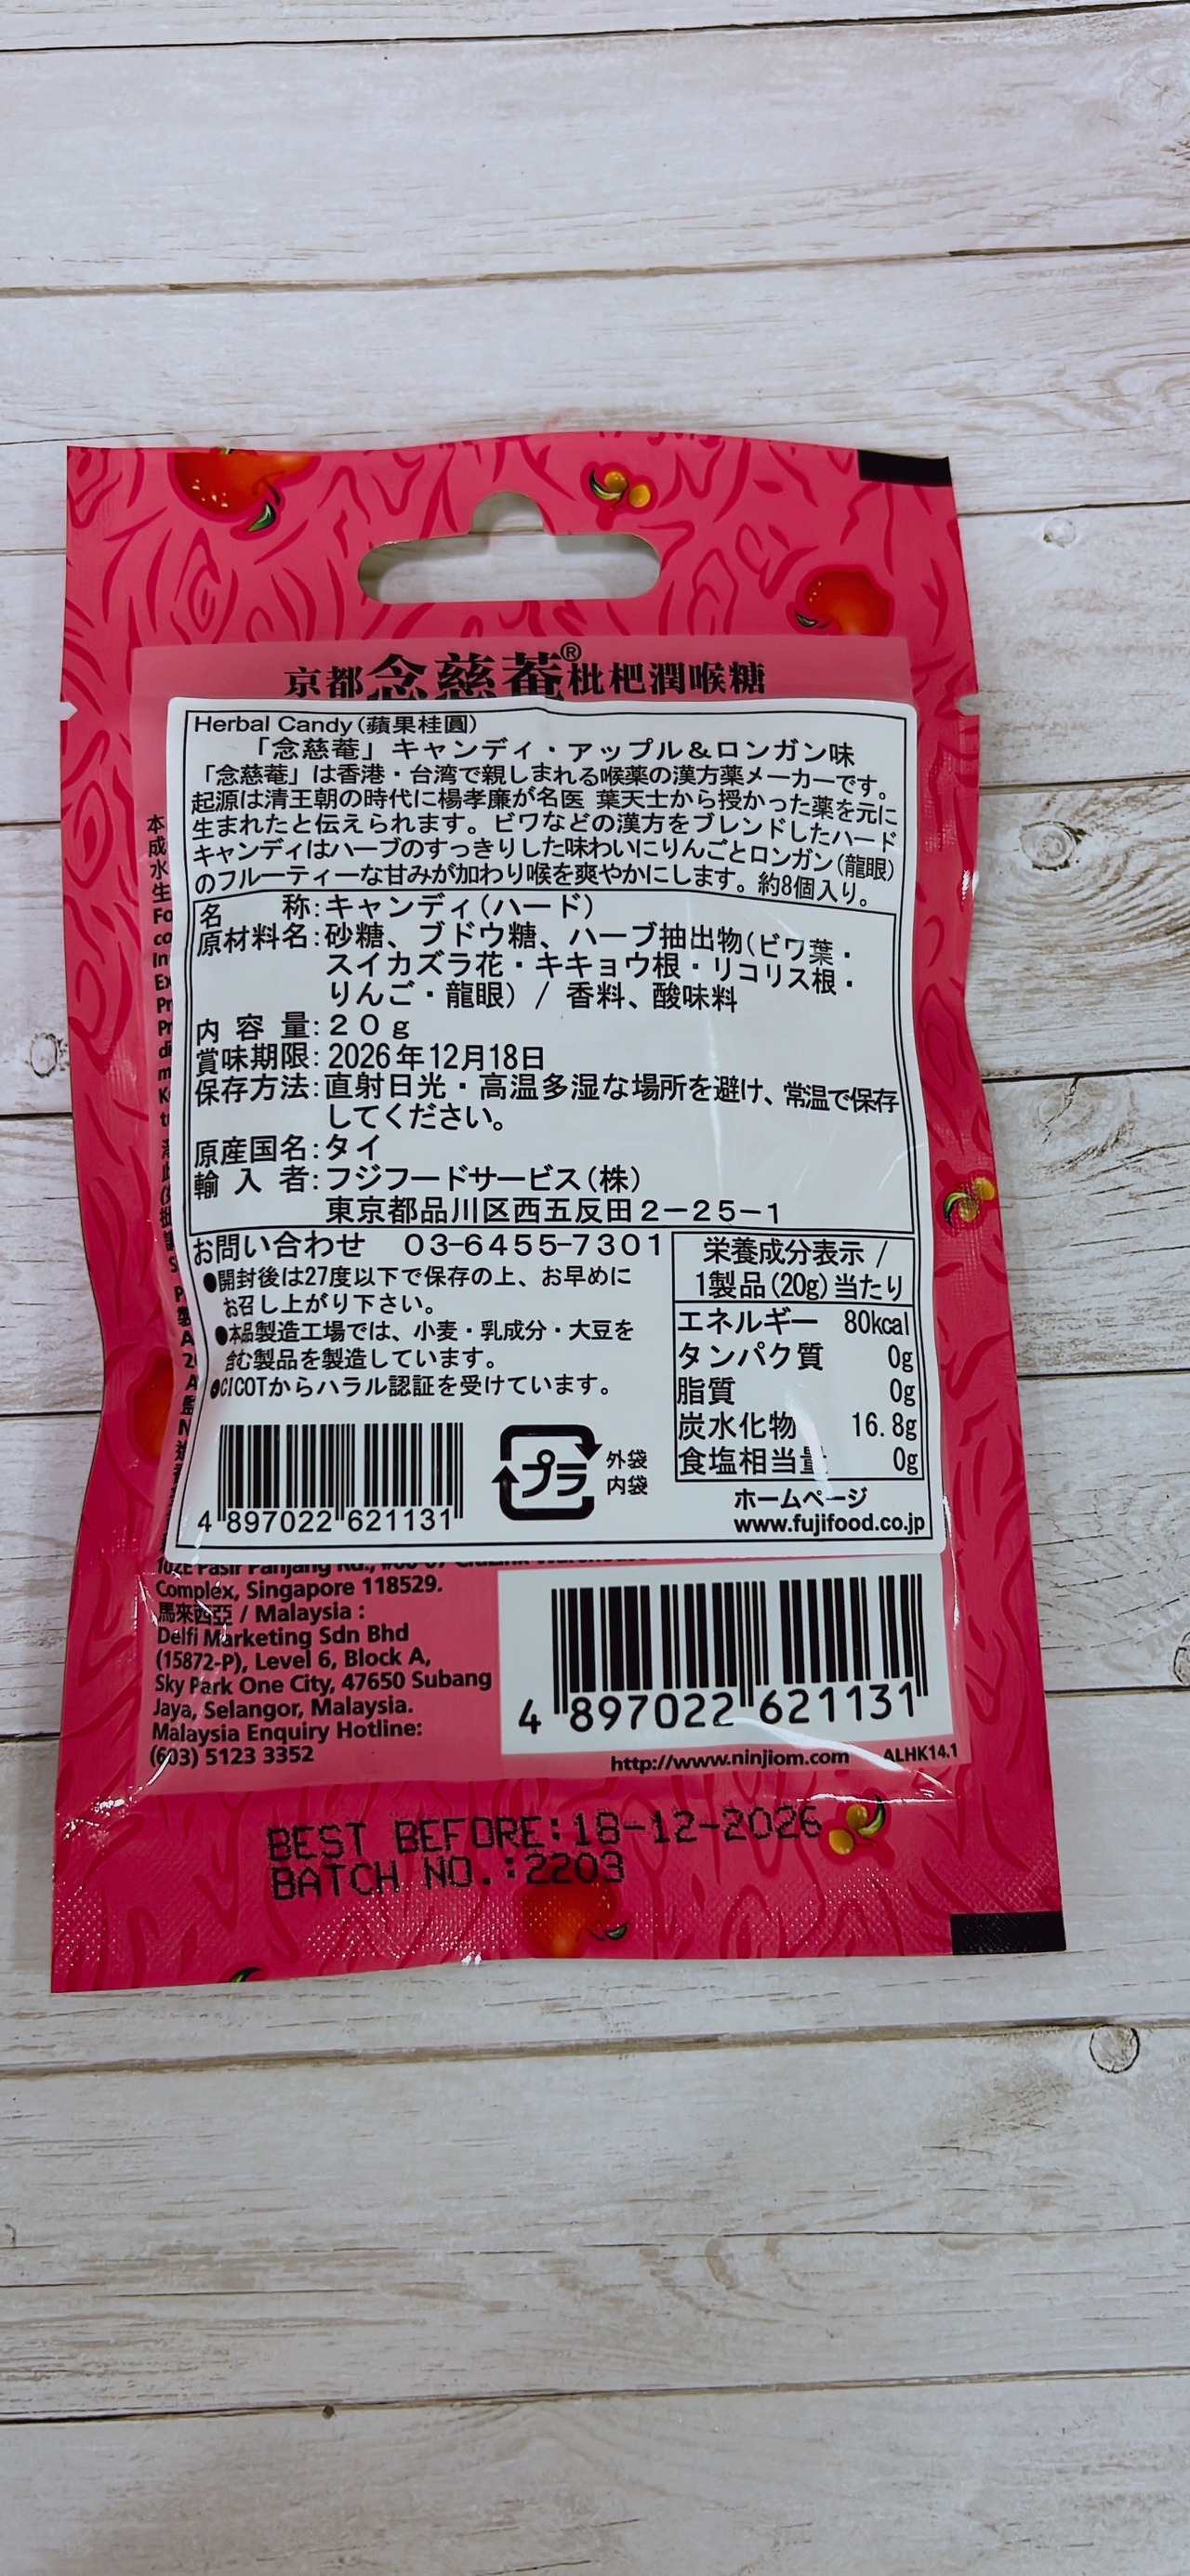 京都念慈菴®枇杷潤喉糖
Herbal Candy(蘋果桂圓)
「念慈菴」キャンディ・アップル&ロンガン味
「念慈菴」は香港・台湾で親しまれる喉薬の漢方薬メーカーです。
起源は清王朝の時代に楊孝廉が名医 葉天士から授かった薬を元に
生まれたと伝えられます。ビワなどの漢方をブレンドしたハード
キャンディはハーブのすっきりした味わいにりんごとロンガン(龍眼)
のフルーティーな甘みが加わり喉を爽やかにします。約8個入り。
名称:キャンディ(ハード)
原材料名:砂糖、ブドウ糖、ハーブ抽出物(ビワ葉・
スイカズラ花・キキョウ根・リコリス根・
りんご・龍眼) / 香料、酸味料
内容量:20g
賞味期限:2026年12月18日
保存方法:直射日光・高温多湿な場所を避け、常温で保存
してください。
原産国名:タイ
輸入者:フジフードサービス(株)
東京都品川区西五反田2-25-1
お問い合わせ 03-6455-7301
●開封後は27度以下で保存の上、お早めに
お召し上がり下さい。
●本品製造工場では、小麦・乳成分・大豆を
含む製品を製造しています。
●CICOTからハラル認証を受けています。
栄養成分表示 /
1製品(20g)当たり
エネルギー 80kcal
タンパク質 0g
脂質 0g
炭水化物 16.8g
食塩相当量 0g
4 897022 621131
プラ
外袋
内袋
ホームページ
www.fujifood.co.jp
102E Pasir Panjang Rd.,
Complex, Singapore 118529.
馬來西亞 / Malaysia :
Delfi Marketing Sdn Bhd
(15872-P), Level 6, Block A,
Sky Park One City, 47650 Subang
Jaya, Selangor, Malaysia.
Malaysia Enquiry Hotline:
(603) 5123 3352
4 897022 621131
http://www.ninjiom.com ALHK14.1
BEST BEFORE:18-12-2026
BATCH NO.:2203